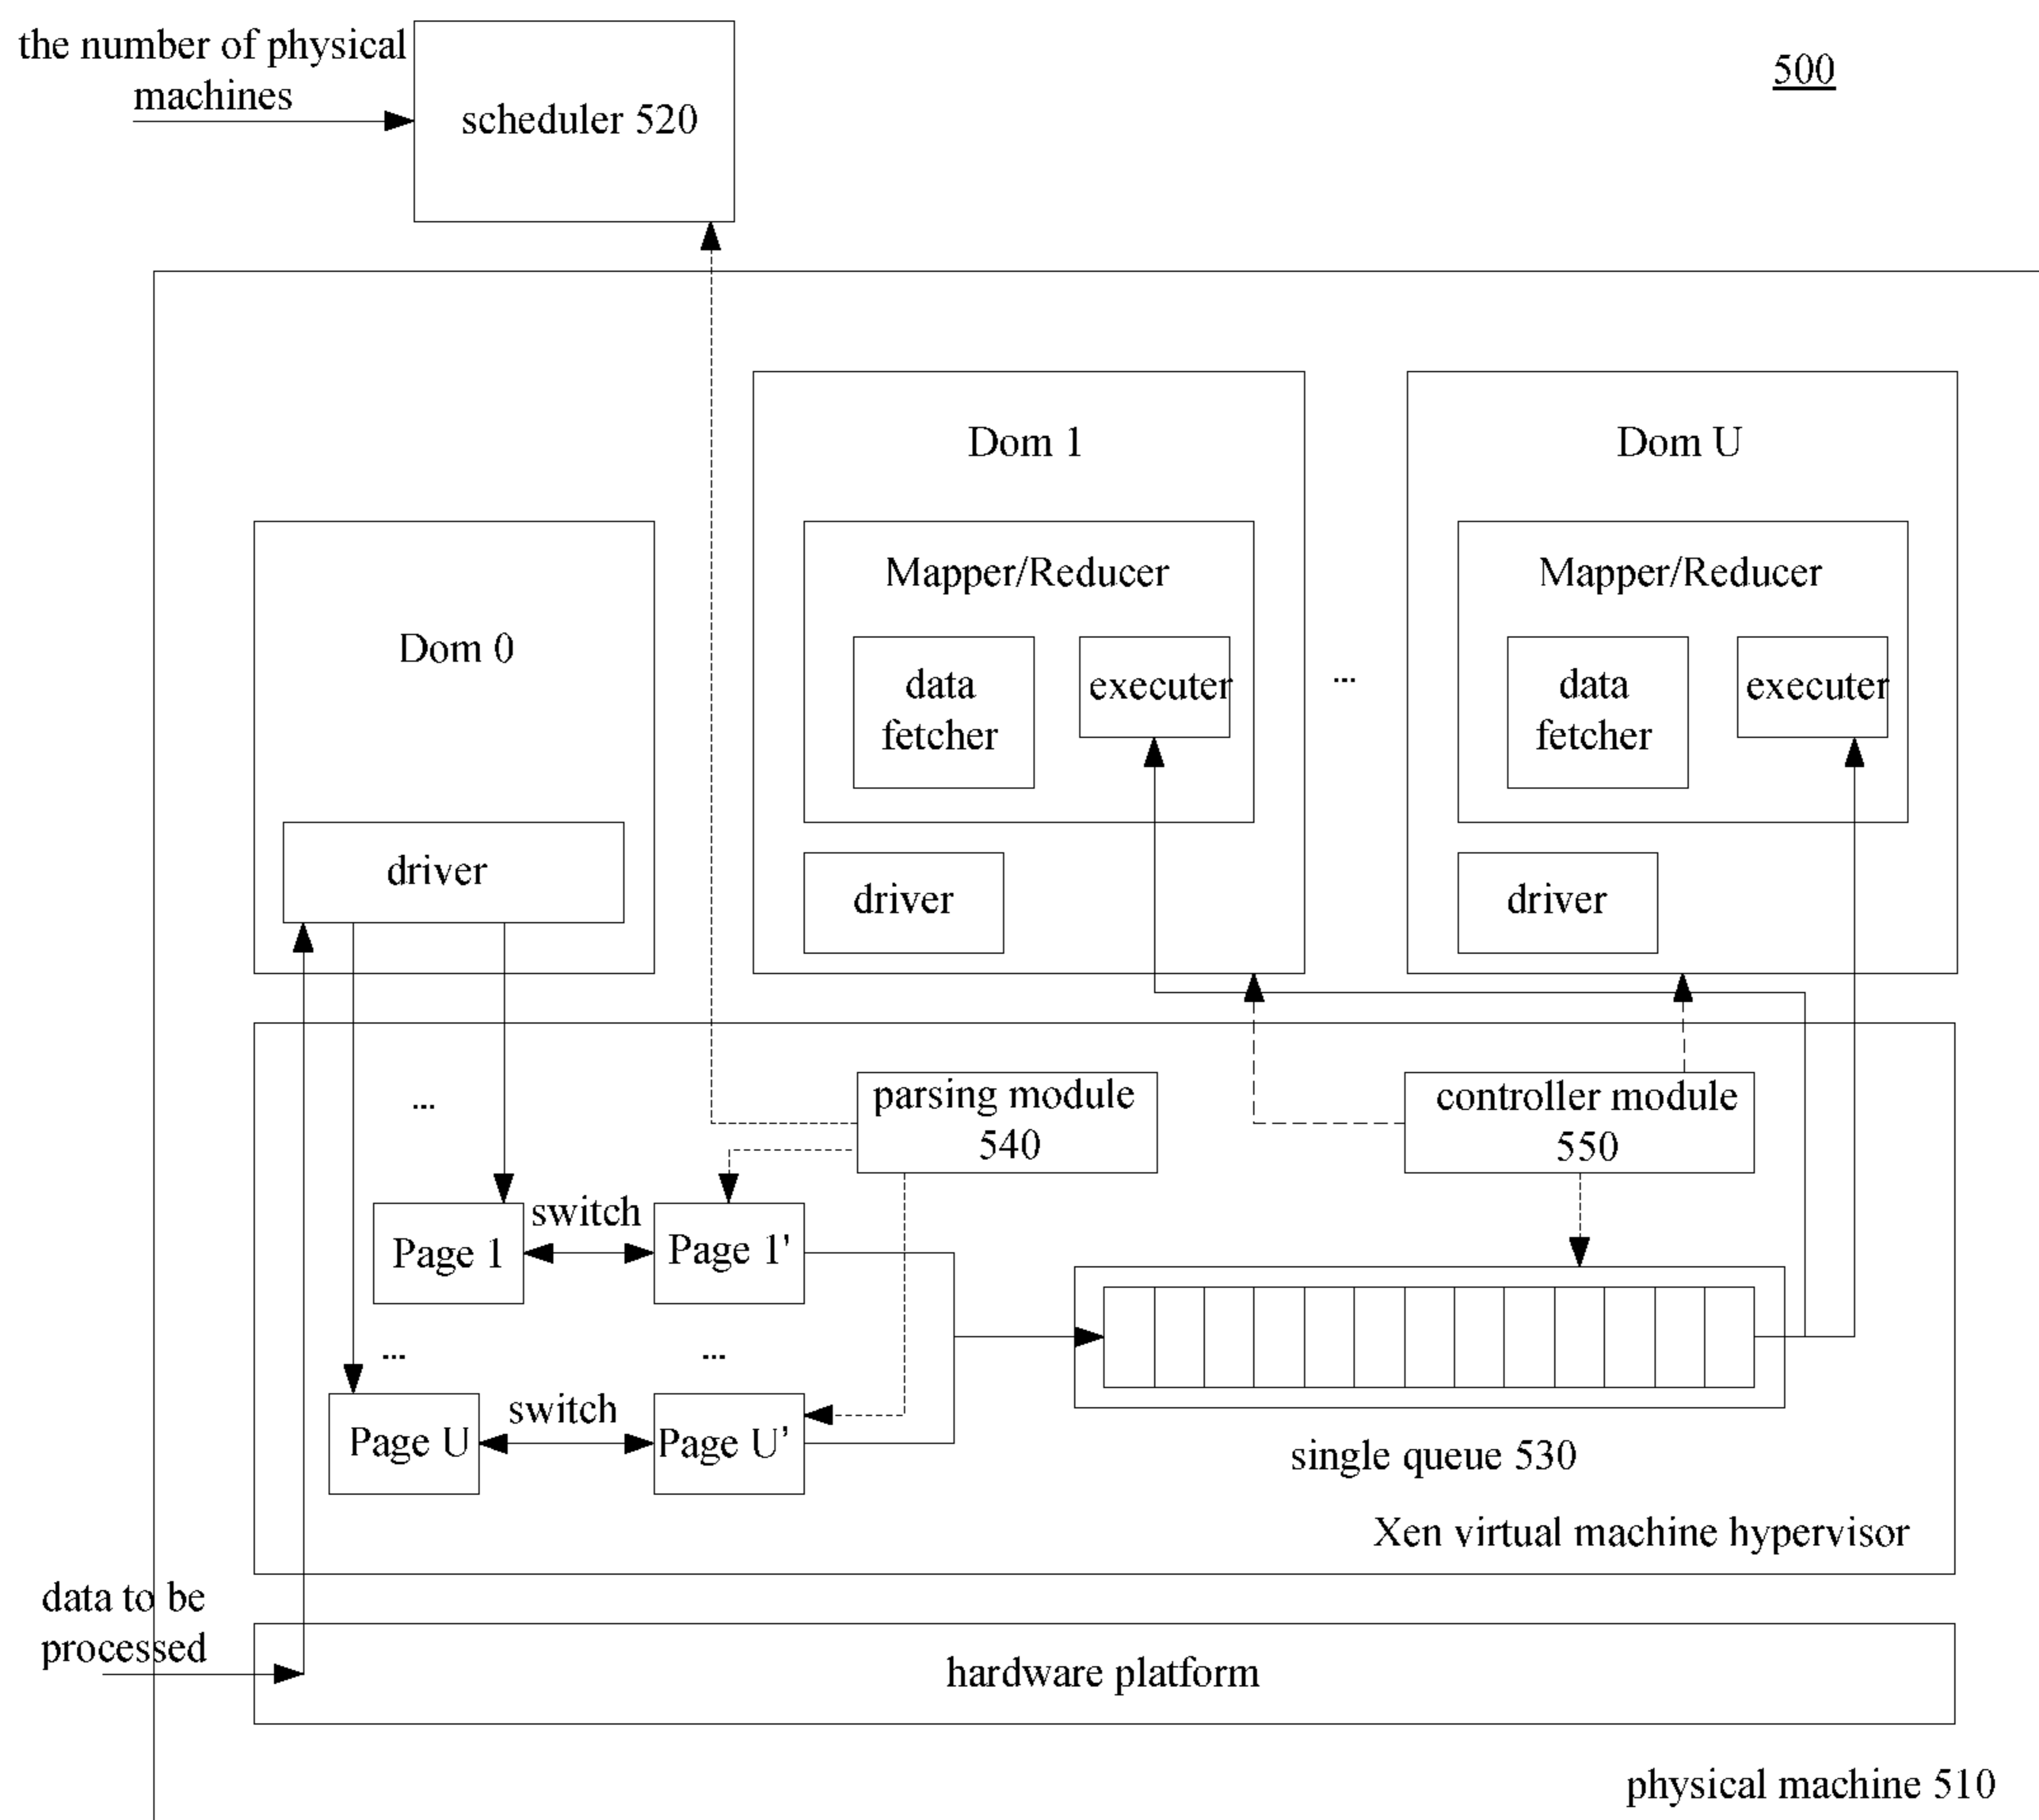 the number of physical
machines
scheduler 520
500
Dom 1
Dom U
Mapper/Reducer
Mapper/Reducer
Dom 0
data
fetcher
executer
...
data
fetcher
executer
driver
driver
driver
...
parsing module
540
controller module
550
switch
Page 1
Page 1'
...
...
switch
Page U
Page U'
single queue 530
Xen virtual machine hypervisor
data to be
processed
hardware platform
physical machine 510